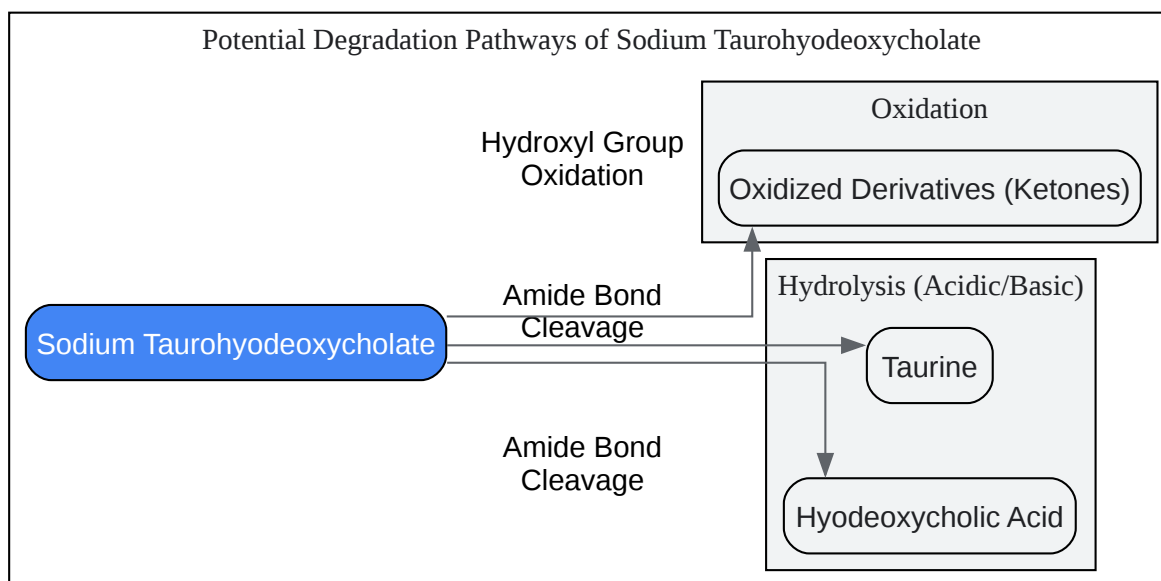 Potential Degradation Pathways of Sodium Taurohyodeoxycholate
Oxidation
Hydroxyl Group
Oxidation
Oxidized Derivatives (Ketones)
Hydrolysis (Acidic/Basic)
Amide Bond
Cleavage
Sodium Taurohyodeoxycholate
Taurine
Amide Bond
Cleavage
Hyodeoxycholic Acid